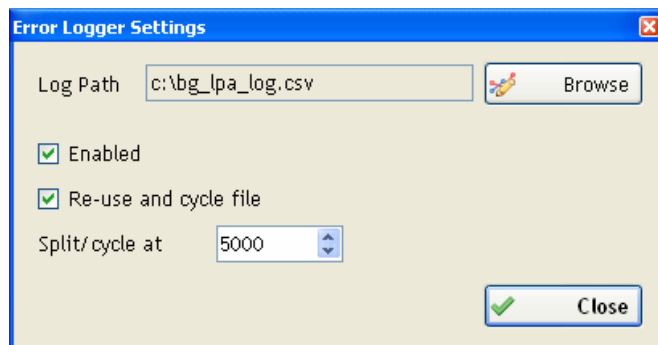 Error Logger Settings
Log Path c:\bg_lpa_log.csv Browse
Enabled
Re-use and cycle file
Split/cycle at 5000
Close